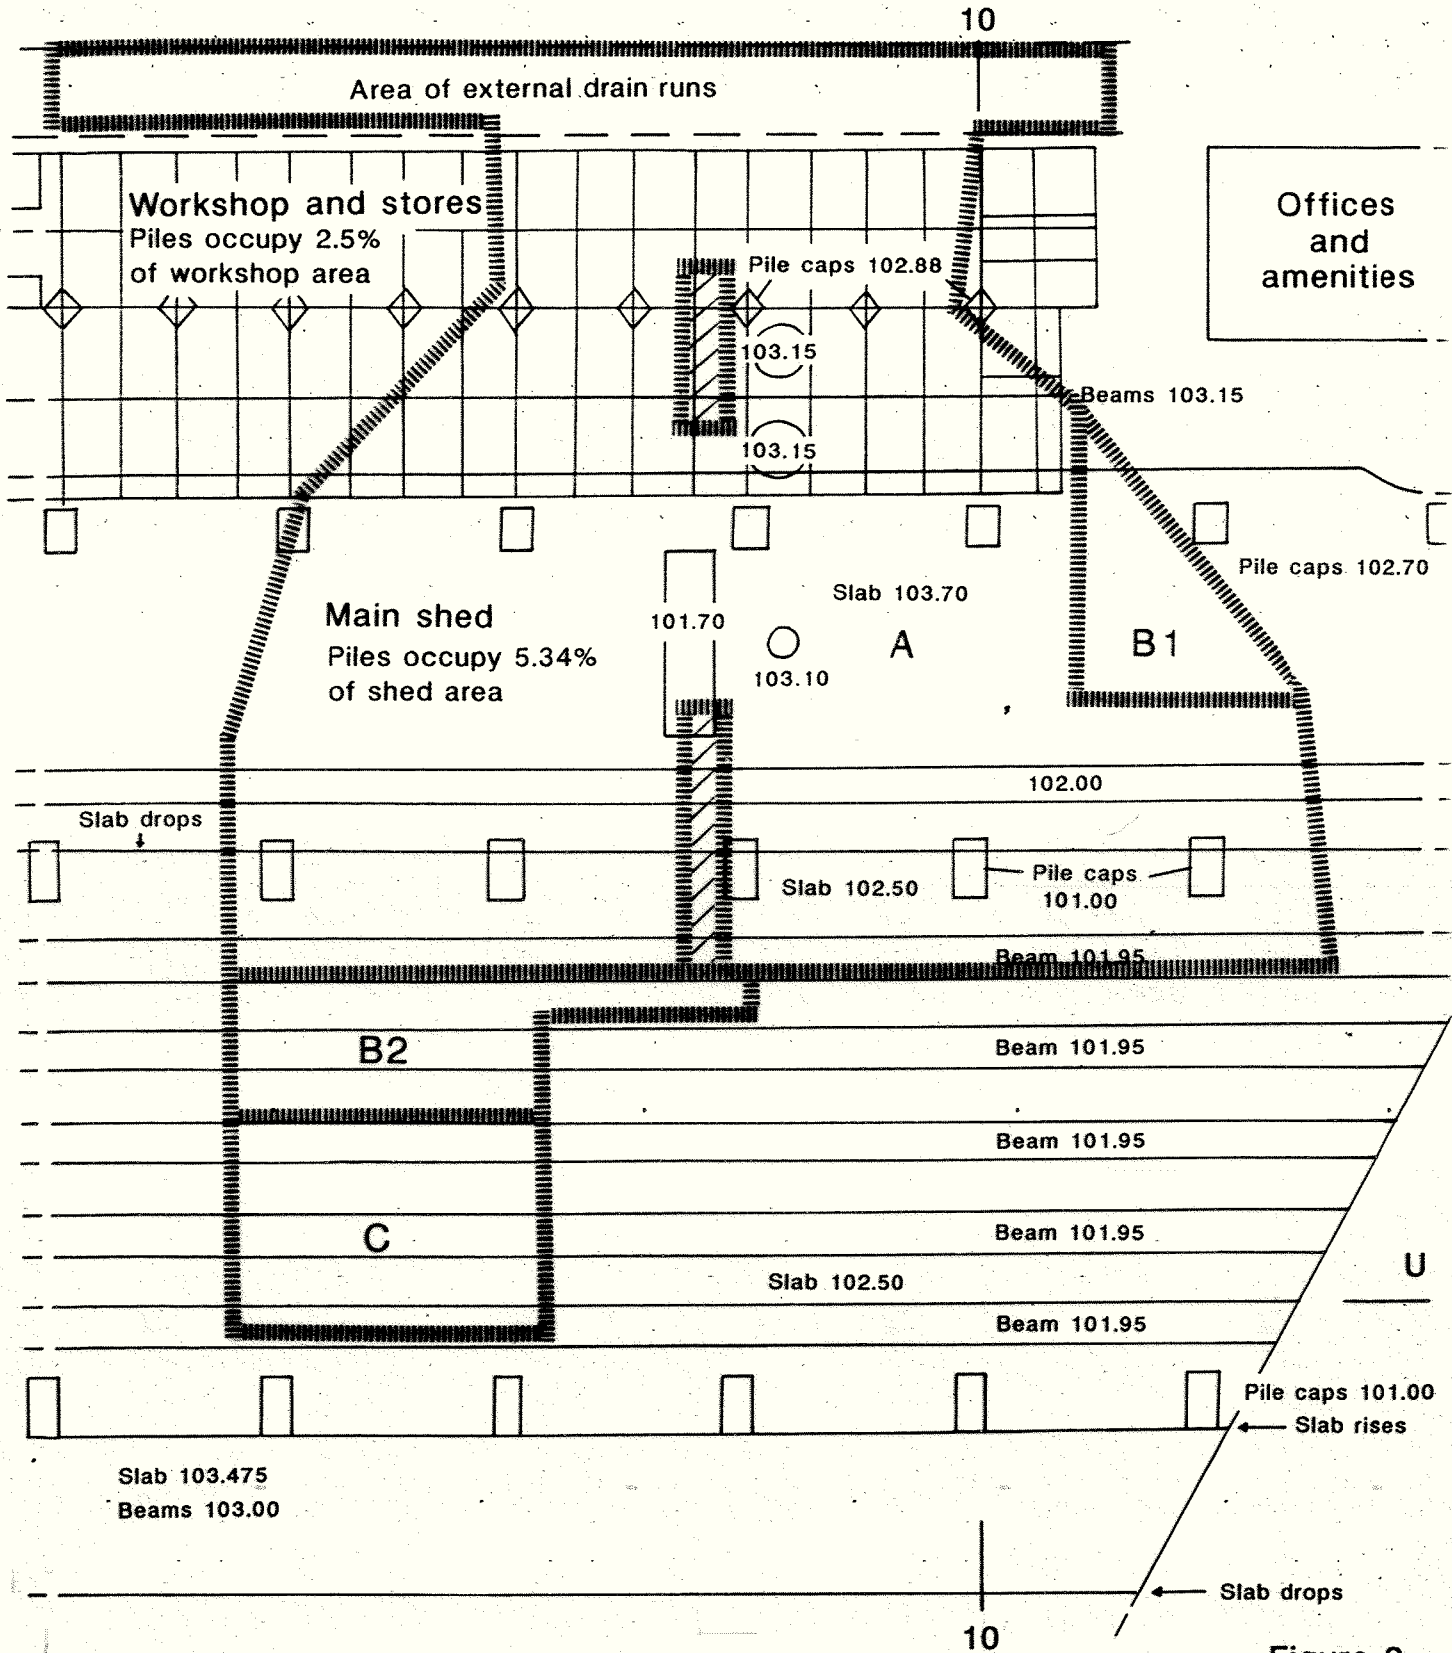 10
Area of external drain runs
Workshop and stores
Piles occupy 2.5%
of workshop area
Offices
and
amenities
Pile caps 102.88
103.15
Beams 103.15
103.15
Pile caps 102.70
Slab 103.70
Main shed
101.70
A
B1
Piles occupy 5.34%
of shed area
103.10
102.00
Slab drops
Slab 102.50
Pile caps
101.00
Beam 101.95
B2
Beam 101.95
Beam 101.95
C
Beam 101.95
U
Slab 102.50
Beam 101.95
Pile caps 101.00
Slab rises
Slab 103.475
Beams 103.00
Slab drops
10